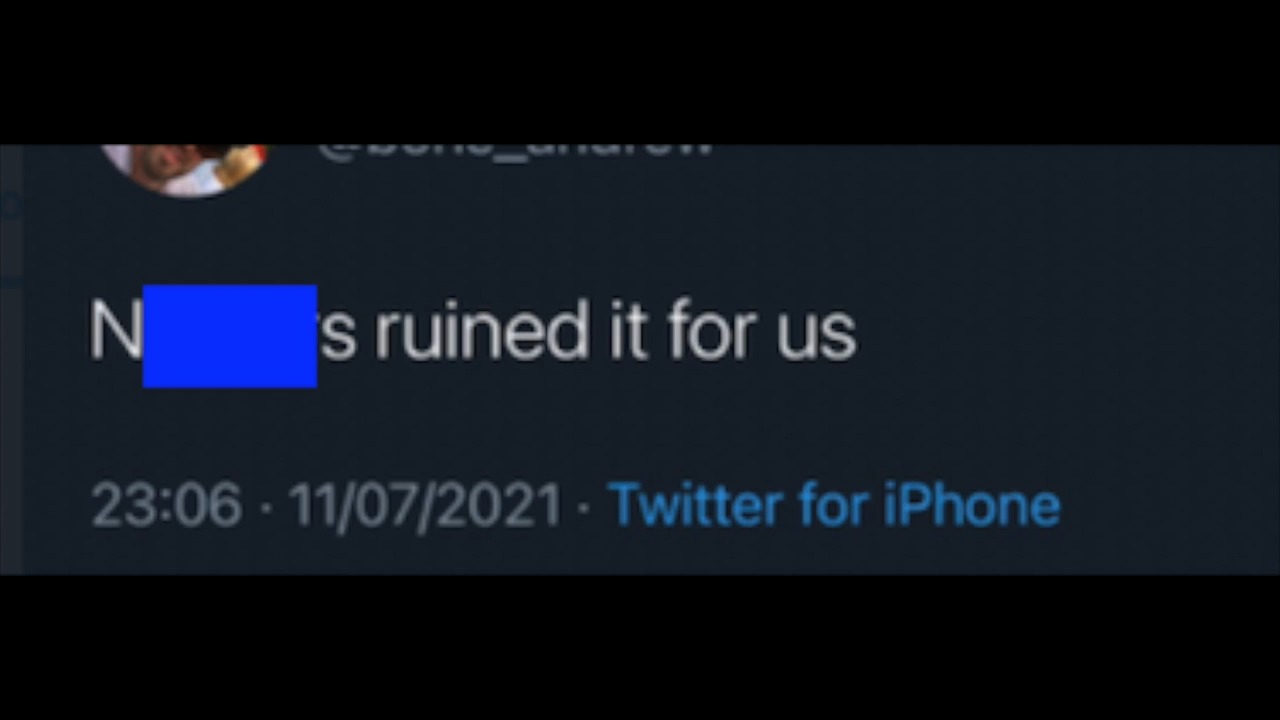 s ruined it for us
23:06 · 11/07/2021 · Twitter for iPhone